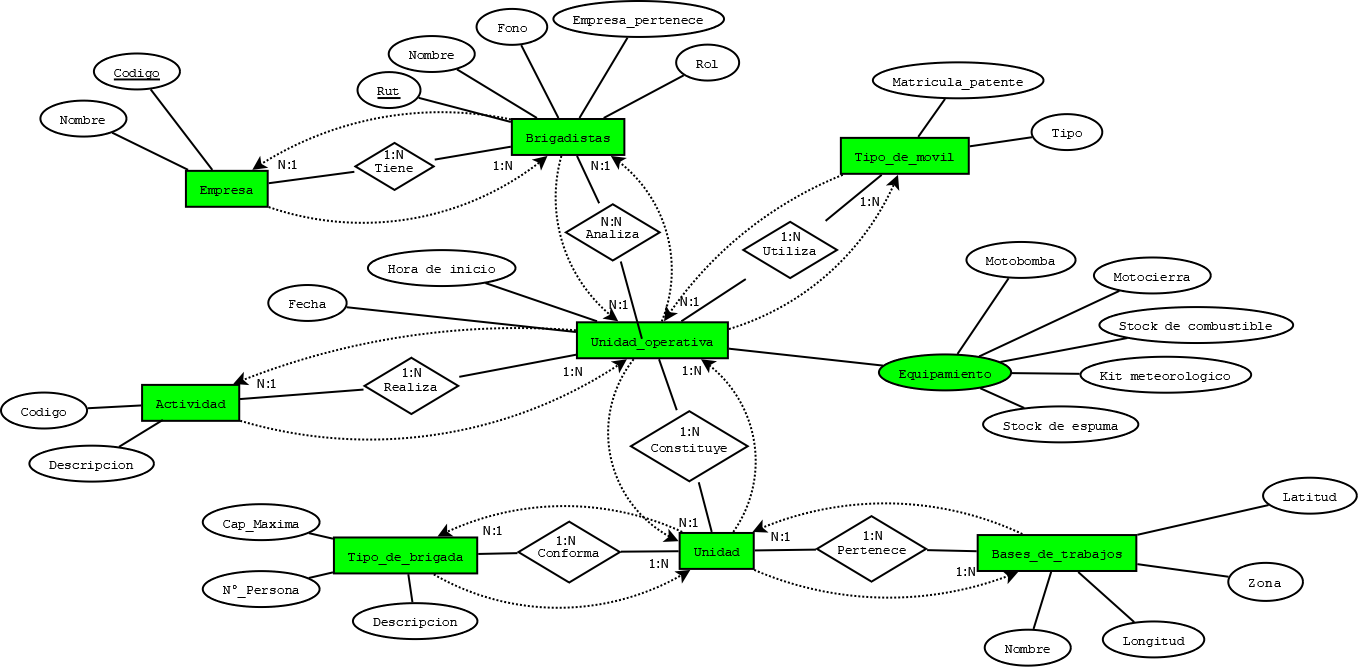 Empresa_pertenece
Fono
Nombre
Rol
Codigo
Rut
Matricula_patente
Nombre
Brigadistas
Tipo
1:N
Tiene
N:1
1:N
N:1
Tipo_de_movil
Empresa
1:N
N:N
Analiza
1:N
Utiliza
Hora de inicio
Motobomba
Motocierra
Fecha
N:1
N:1
Stock de combustible
Unidad_operativa
1:N
Realiza
N:1
1:N
1:N
Equipamiento
Kit meteorologico
Actividad
Codigo
Stock de espuma
1:N
Constituye
Descripcion
Latitud
Cap_Maxima
N:1
N:1
N:1
1:N
Conforma
1:N
Pertenece
Tipo_de_brigada
Unidad
Bases_de_trabajos
1:N
1:N
N°_Persona
Zona
Descripcion
Longitud
Nombre